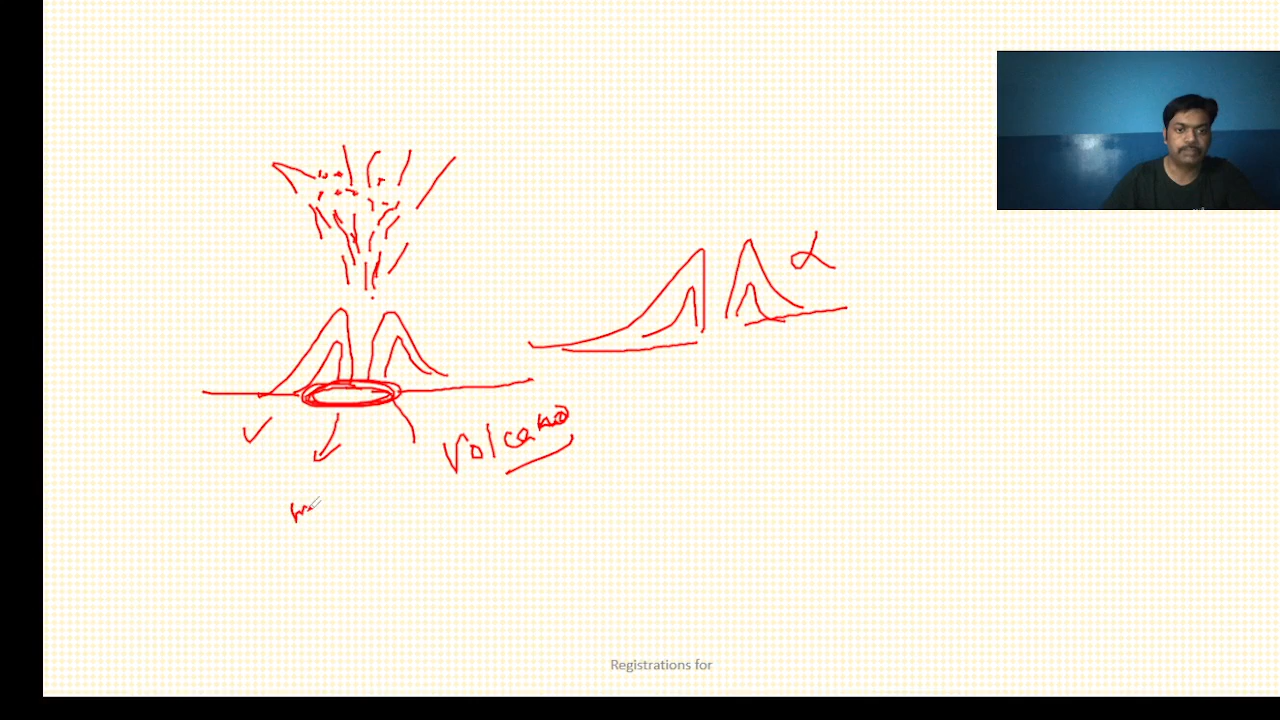 α
Volcano
m
Registrations for